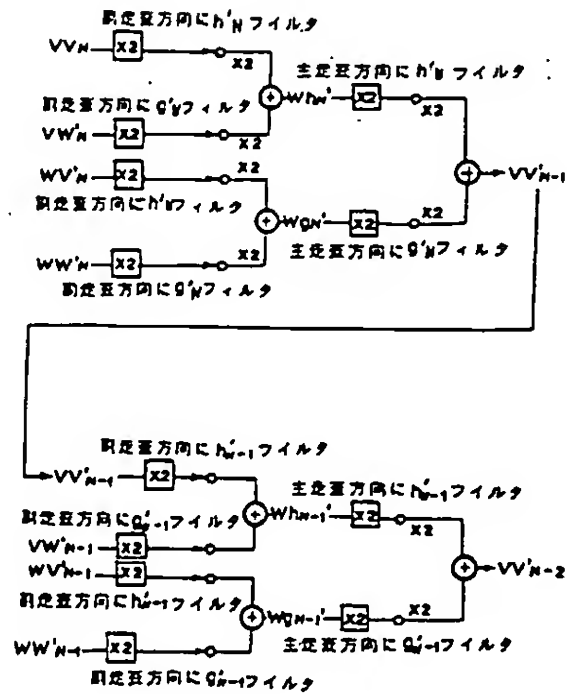 副走査方向にh'Nフィルタ
VVN X2 X2
主走査方向にh'Nフィルタ
WhN' X2 X2
副走査方向にg'Nフィルタ
VW'N X2 X2
WV'N X2 X2
VV'N-1
副走査方向にh'Nフィルタ
WgN' X2 X2
主走査方向にg'Nフィルタ
WW'N X2 X2
副走査方向にg'Nフィルタ
副走査方向にh'N-1フィルタ
VV'N-1 X2
主走査方向にh'N-1フィルタ
WhN-1' X2 X2
副走査方向にg'N-1フィルタ
VW'N-1 X2
WV'N-1 X2
VV'N-2
副走査方向にh'N-1フィルタ
WgN-1' X2 X2
主走査方向にg'N-1フィルタ
WW'N-1 X2
副走査方向にg'N-1フィルタ